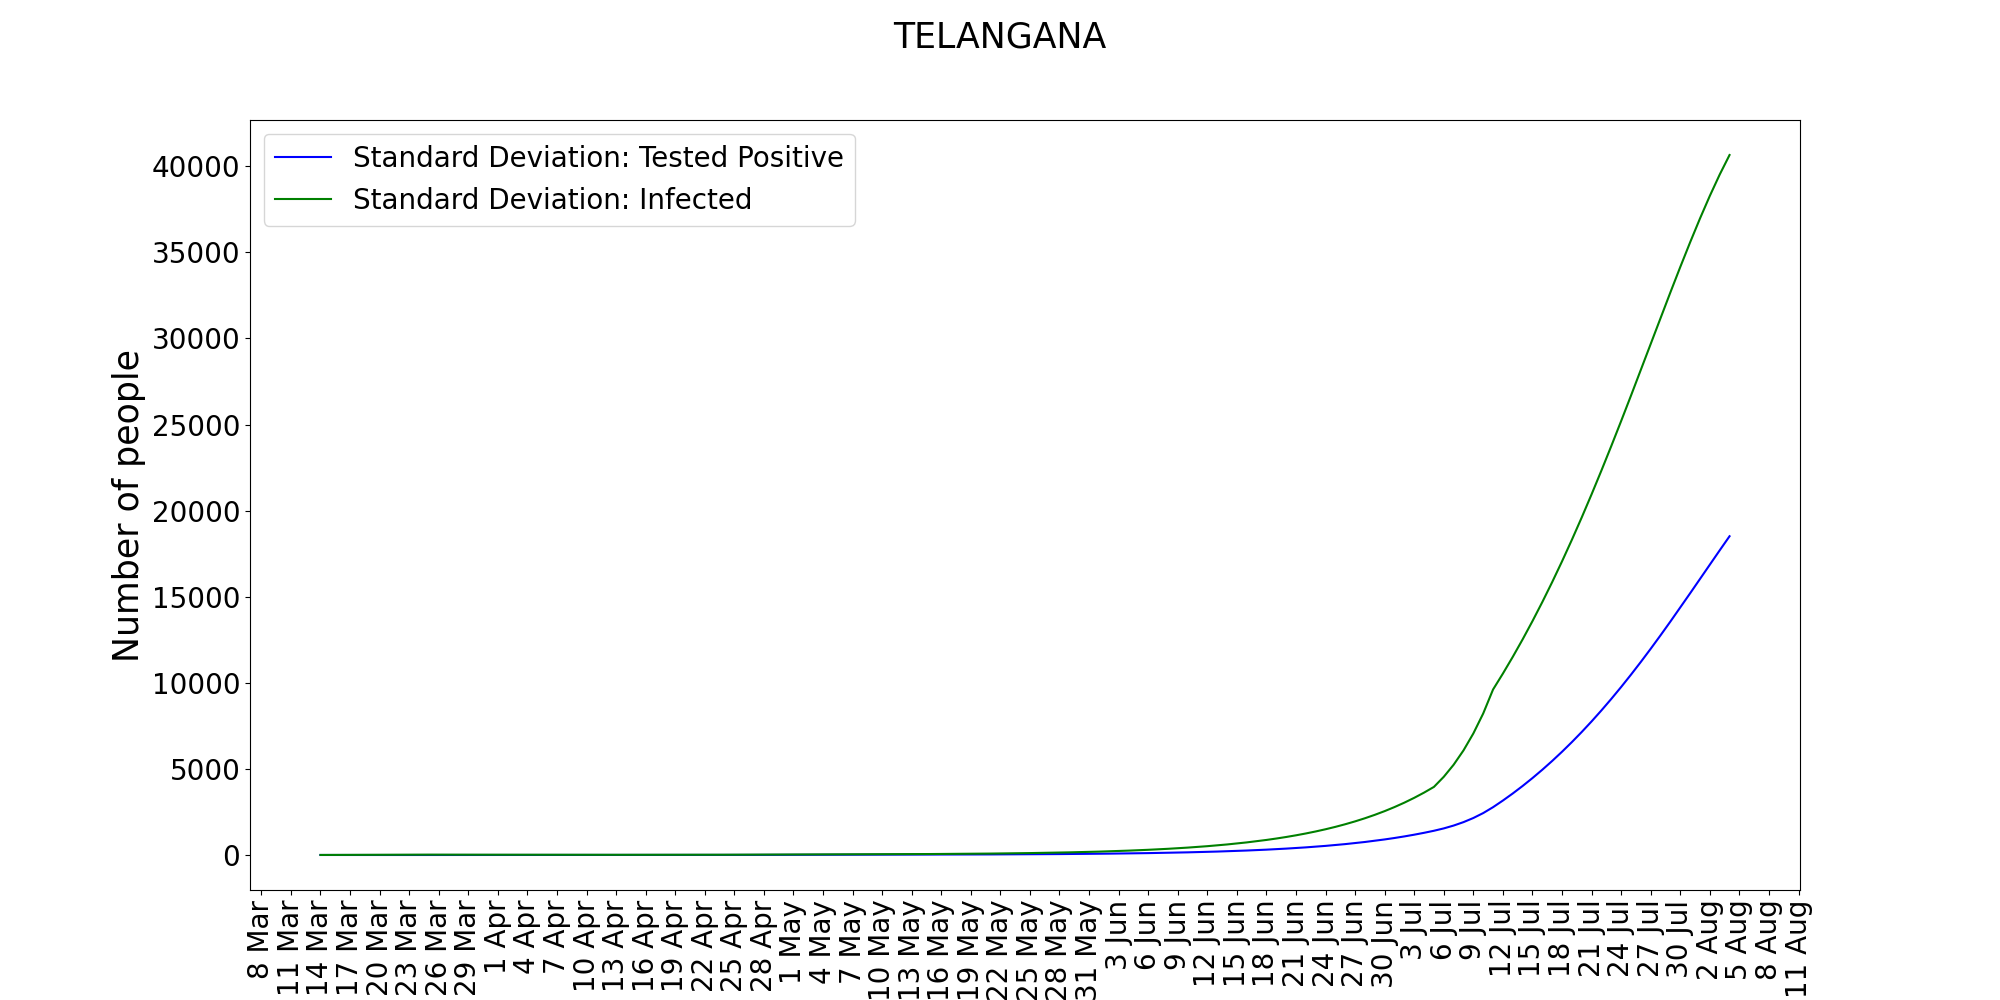 TELANGANA
Standard Deviation: Tested Positive
Standard Deviation: Infected
Number of people
40000
35000
30000
25000
20000
15000
10000
5000
0
8 Mar
11 Mar
14 Mar
17 Mar
20 Mar
23 Mar
26 Mar
29 Mar
1 Apr
4 Apr
7 Apr
10 Apr
13 Apr
16 Apr
19 Apr
22 Apr
25 Apr
28 Apr
1 May
4 May
7 May
10 May
13 May
16 May
19 May
22 May
25 May
28 May
31 May
3 Jun
6 Jun
9 Jun
12 Jun
15 Jun
18 Jun
21 Jun
24 Jun
27 Jun
30 Jun
3 Jul
6 Jul
9 Jul
12 Jul
15 Jul
18 Jul
21 Jul
24 Jul
27 Jul
30 Jul
2 Aug
5 Aug
8 Aug
11 Aug